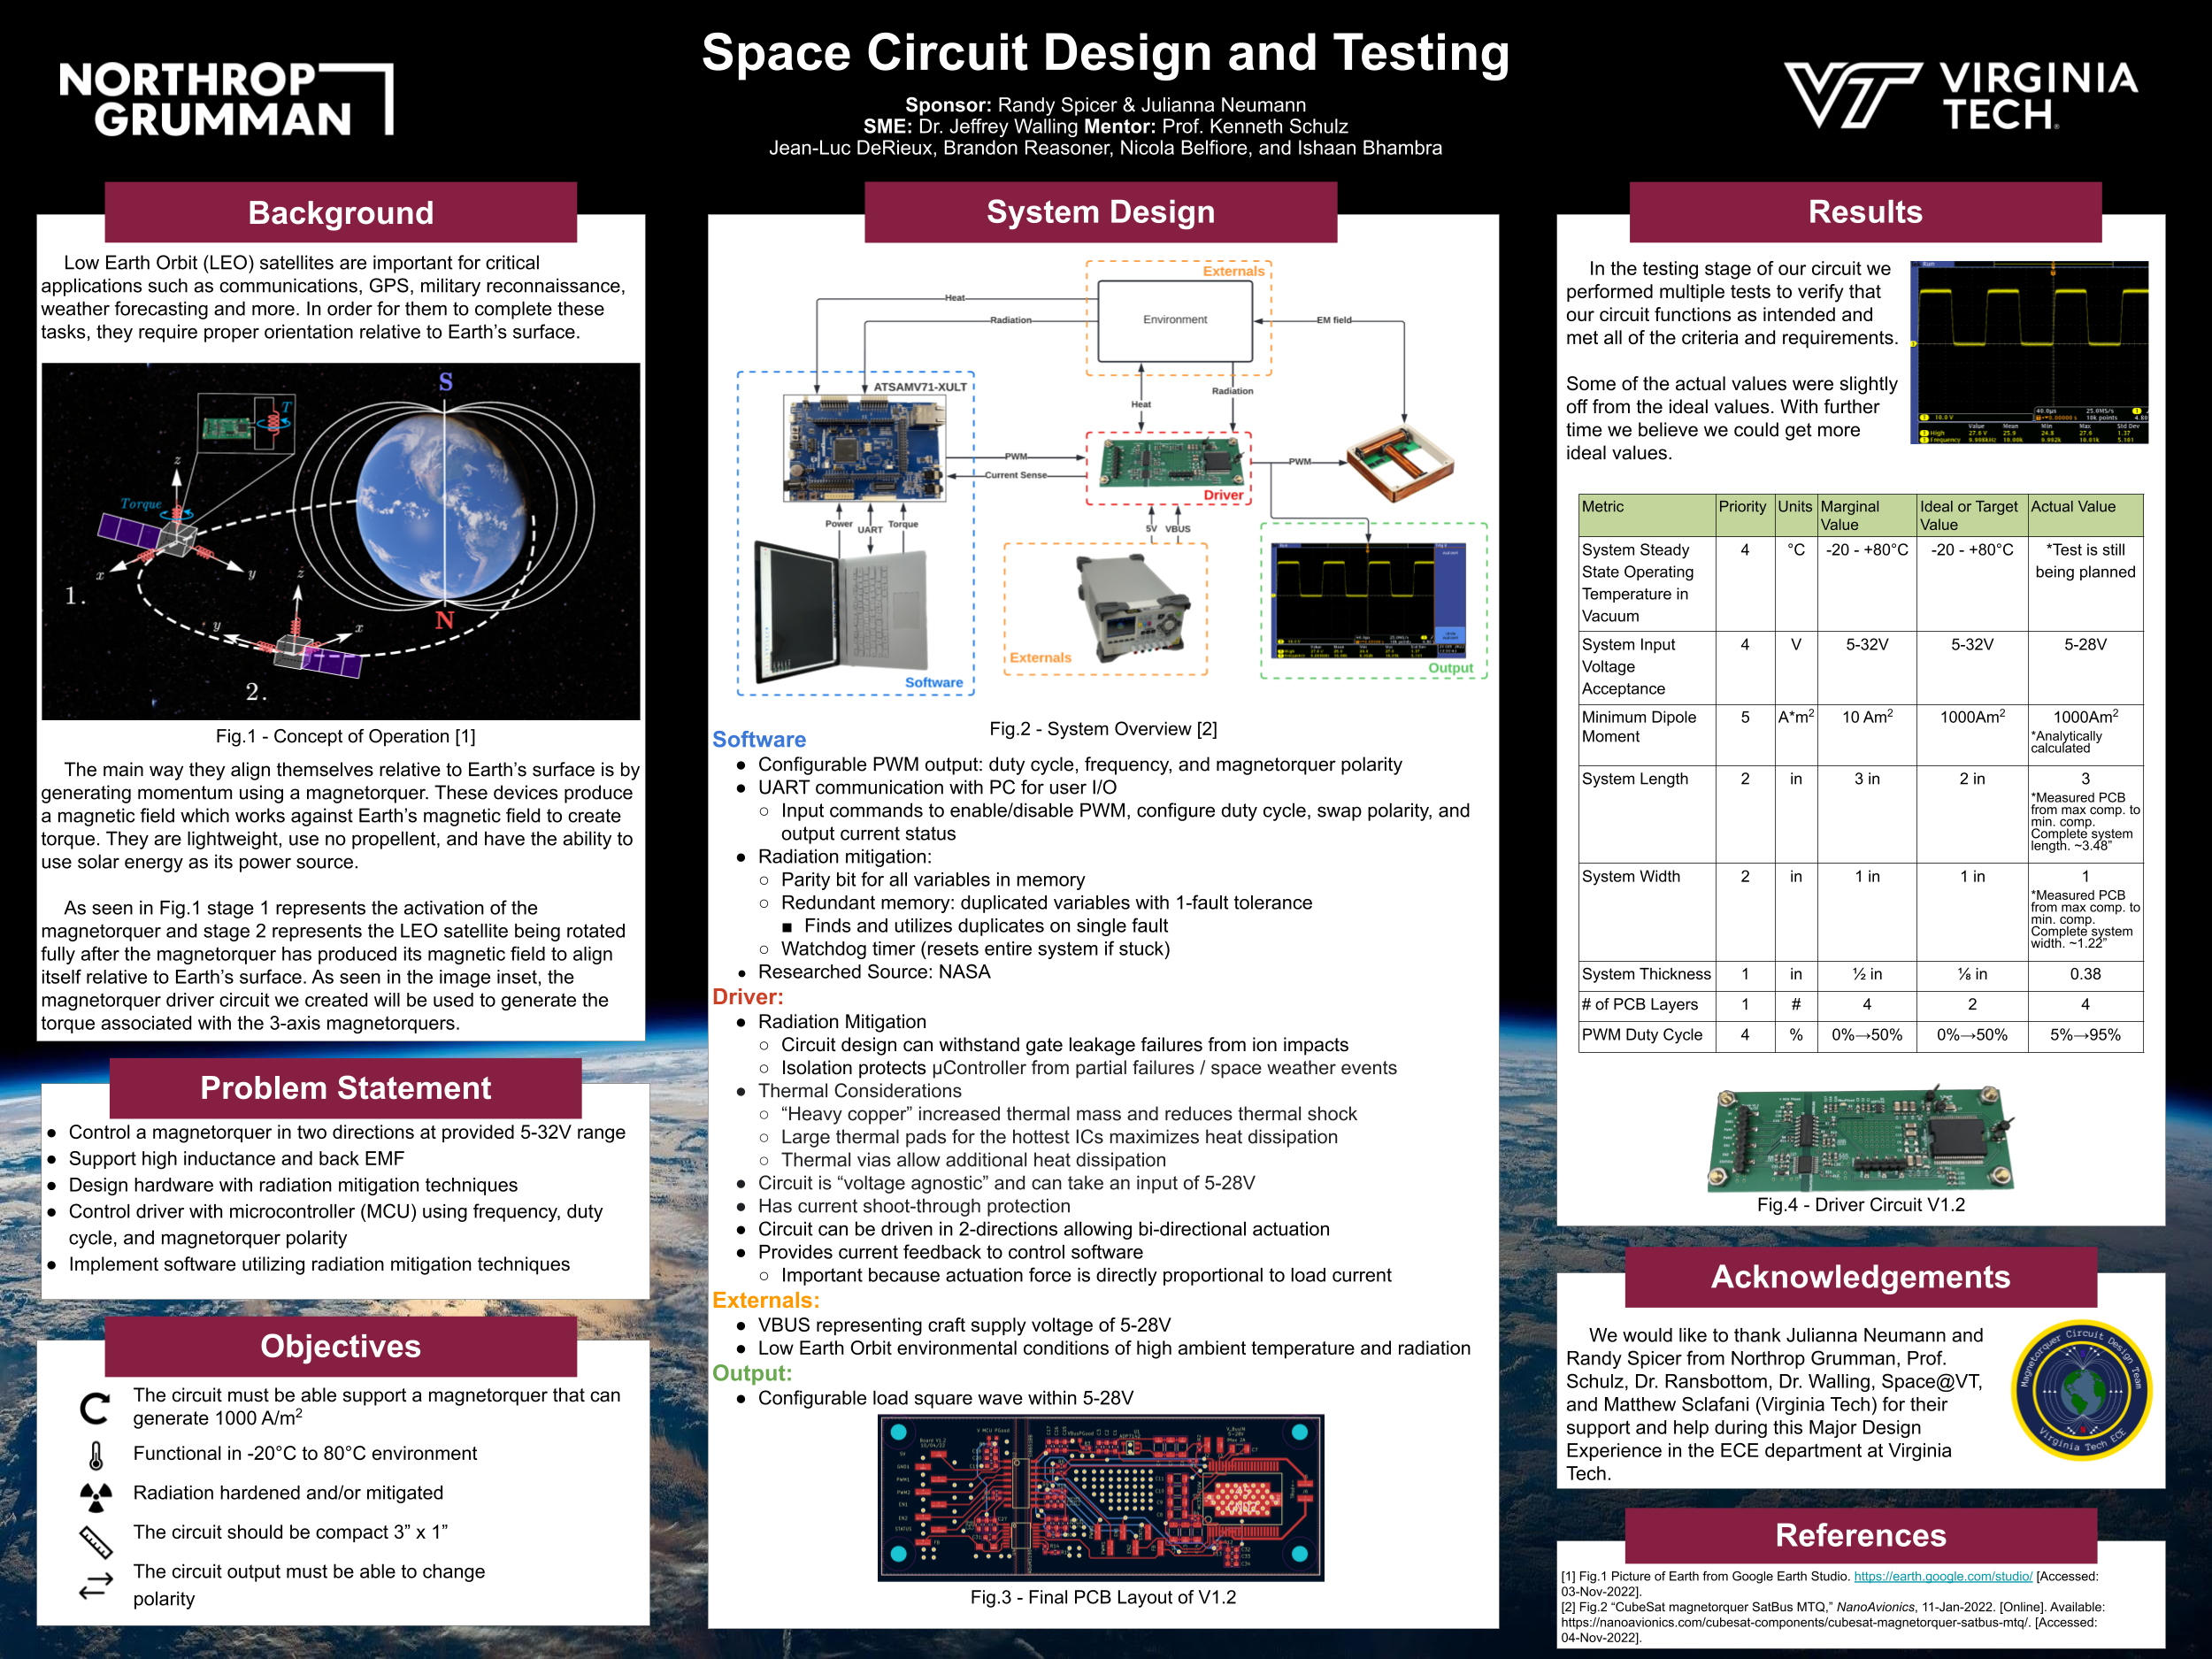 NORTHROP
GRUMMAN
Space Circuit Design and Testing
Sponsor: Randy Spicer & Julianna Neumann
SME: Dr. Jeffrey Walling Mentor: Prof. Kenneth Schulz
Jean-Luc DeRieux, Brandon Reasoner, Nicola Belfiore, and Ishaan Bhambra
VT VIRGINIA
TECH.
Background
Low Earth Orbit (LEO) satellites are important for critical
applications such as communications, GPS, military reconnaissance,
weather forecasting and more. In order for them to complete these
tasks, they require proper orientation relative to Earth's surface.
S
T
z
Torque
x
y
z
1.
N
y
x
2.
Fig.1 - Concept of Operation [1]
The main way they align themselves relative to Earth's surface is by
generating momentum using a magnetorquer. These devices produce
a magnetic field which works against Earth's magnetic field to create
torque. They are lightweight, use no propellent, and have the ability to
use solar energy as its power source.
As seen in Fig.1 stage 1 represents the activation of the
magnetorquer and stage 2 represents the LEO satellite being rotated
fully after the magnetorquer has produced its magnetic field to align
itself relative to Earth's surface. As seen in the image inset, the
magnetorquer driver circuit we created will be used to generate the
torque associated with the 3-axis magnetorquers.
Problem Statement
● Control a magnetorquer in two directions at provided 5-32V range
● Support high inductance and back EMF
● Design hardware with radiation mitigation techniques
● Control driver with microcontroller (MCU) using frequency, duty
cycle, and magnetorquer polarity
● Implement software utilizing radiation mitigation techniques
Objectives
The circuit must be able support a magnetorquer that can
generate 1000 A/m²
Functional in -20°C to 80°C environment
Radiation hardened and/or mitigated
The circuit should be compact 3” x 1”
The circuit output must be able to change
polarity
System Design
Externals
Heat
Radiation
Environment
EM field
ATSAMV71-XULT
Heat
Radiation
PWM
Current Sense
PWM
Driver
Power
UART
Torque
5V
VBUS
Externals
Software
Output
Fig.2 - System Overview [2]
Software
● Configurable PWM output: duty cycle, frequency, and magnetorquer polarity
● UART communication with PC for user I/O
○ Input commands to enable/disable PWM, configure duty cycle, swap polarity, and
output current status
● Radiation mitigation:
○ Parity bit for all variables in memory
○ Redundant memory: duplicated variables with 1-fault tolerance
■ Finds and utilizes duplicates on single fault
○ Watchdog timer (resets entire system if stuck)
● Researched Source: NASA
Driver:
● Radiation Mitigation
○ Circuit design can withstand gate leakage failures from ion impacts
○ Isolation protects μController from partial failures / space weather events
● Thermal Considerations
○ “Heavy copper” increased thermal mass and reduces thermal shock
○ Large thermal pads for the hottest ICs maximizes heat dissipation
○ Thermal vias allow additional heat dissipation
● Circuit is “voltage agnostic” and can take an input of 5-28V
● Has current shoot-through protection
● Circuit can be driven in 2-directions allowing bi-directional actuation
● Provides current feedback to control software
○ Important because actuation force is directly proportional to load current
Externals:
● VBUS representing craft supply voltage of 5-28V
● Low Earth Orbit environmental conditions of high ambient temperature and radiation
Output:
● Configurable load square wave within 5-28V
Fig.3 - Final PCB Layout of V1.2
Results
In the testing stage of our circuit we
performed multiple tests to verify that
our circuit functions as intended and
met all of the criteria and requirements.
Some of the actual values were slightly
off from the ideal values. With further
time we believe we could get more
ideal values.
Metric Priority Units Marginal Value Ideal or Target Value Actual Value
System Steady State Operating Temperature in Vacuum 4 °C -20 - +80°C -20 - +80°C *Test is still being planned
System Input Voltage Acceptance 4 V 5-32V 5-32V 5-28V
Minimum Dipole Moment 5 A*m² 10 Am² 1000Am² 1000Am² *Analytically calculated
System Length 2 in 3 in 2 in 3 *Measured PCB from max comp. to min. comp. Complete system length. ~3.48”
System Width 2 in 1 in 1 in 1 *Measured PCB from max comp. to min. comp. Complete system width. ~1.22”
System Thickness 1 in ½ in ⅛ in 0.38
# of PCB Layers 1 # 4 2 4
PWM Duty Cycle 4 % 0%→50% 0%→50% 5%→95%
Fig.4 - Driver Circuit V1.2
Acknowledgements
We would like to thank Julianna Neumann and
Randy Spicer from Northrop Grumman, Prof.
Schulz, Dr. Ransbottom, Dr. Walling, Space@VT,
and Matthew Sclafani (Virginia Tech) for their
support and help during this Major Design
Experience in the ECE department at Virginia
Tech.
Magnetorquer Circuit Design Team
Virginia Tech ECE
References
[1] Fig.1 Picture of Earth from Google Earth Studio. https://earth.google.com/studio/ [Accessed:
03-Nov-2022].
[2] Fig.2 “CubeSat magnetorquer SatBus MTQ,” NanoAvionics, 11-Jan-2022. [Online]. Available:
https://nanoavionics.com/cubesat-components/cubesat-magnetorquer-satbus-mtq/. [Accessed:
04-Nov-2022].